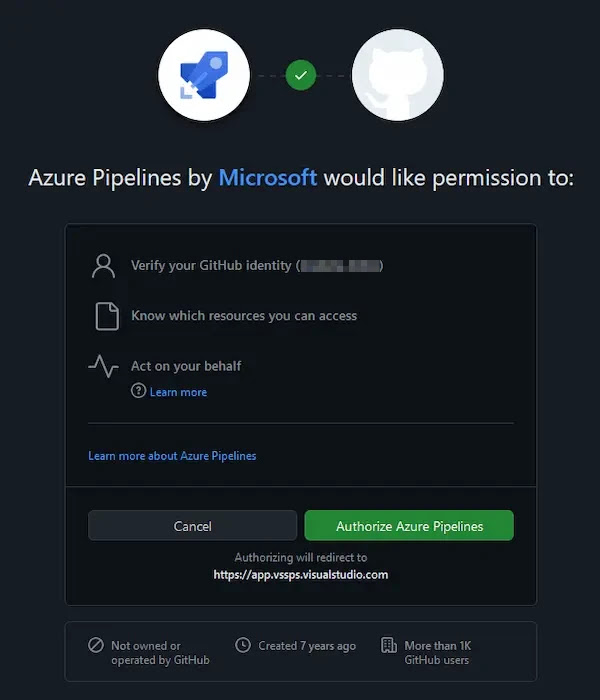 Azure Pipelines by Microsoft would like permission to:
Verify your GitHub identity ( )
Know which resources you can access
Act on your behalf
Learn more
Learn more about Azure Pipelines
Cancel
Authorize Azure Pipelines
Authorizing will redirect to
https://app.vssps.visualstudio.com
Not owned or
operated by GitHub
Created 7 years ago
More than 1K
GitHub users